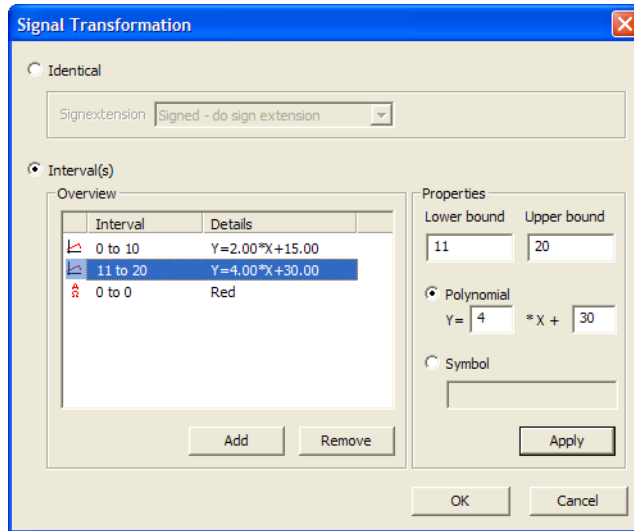 Signal Transformation
Identical
Signextension Signed - do sign extension
Interval(s)
Overview
Interval Details
0 to 10 Y=2.00*X+15.00
11 to 20 Y=4.00*X+30.00
0 to 0 Red
Add Remove
Properties
Lower bound Upper bound
11 20
Polynomial
Y= 4 * X + 30
Symbol
Apply
OK Cancel